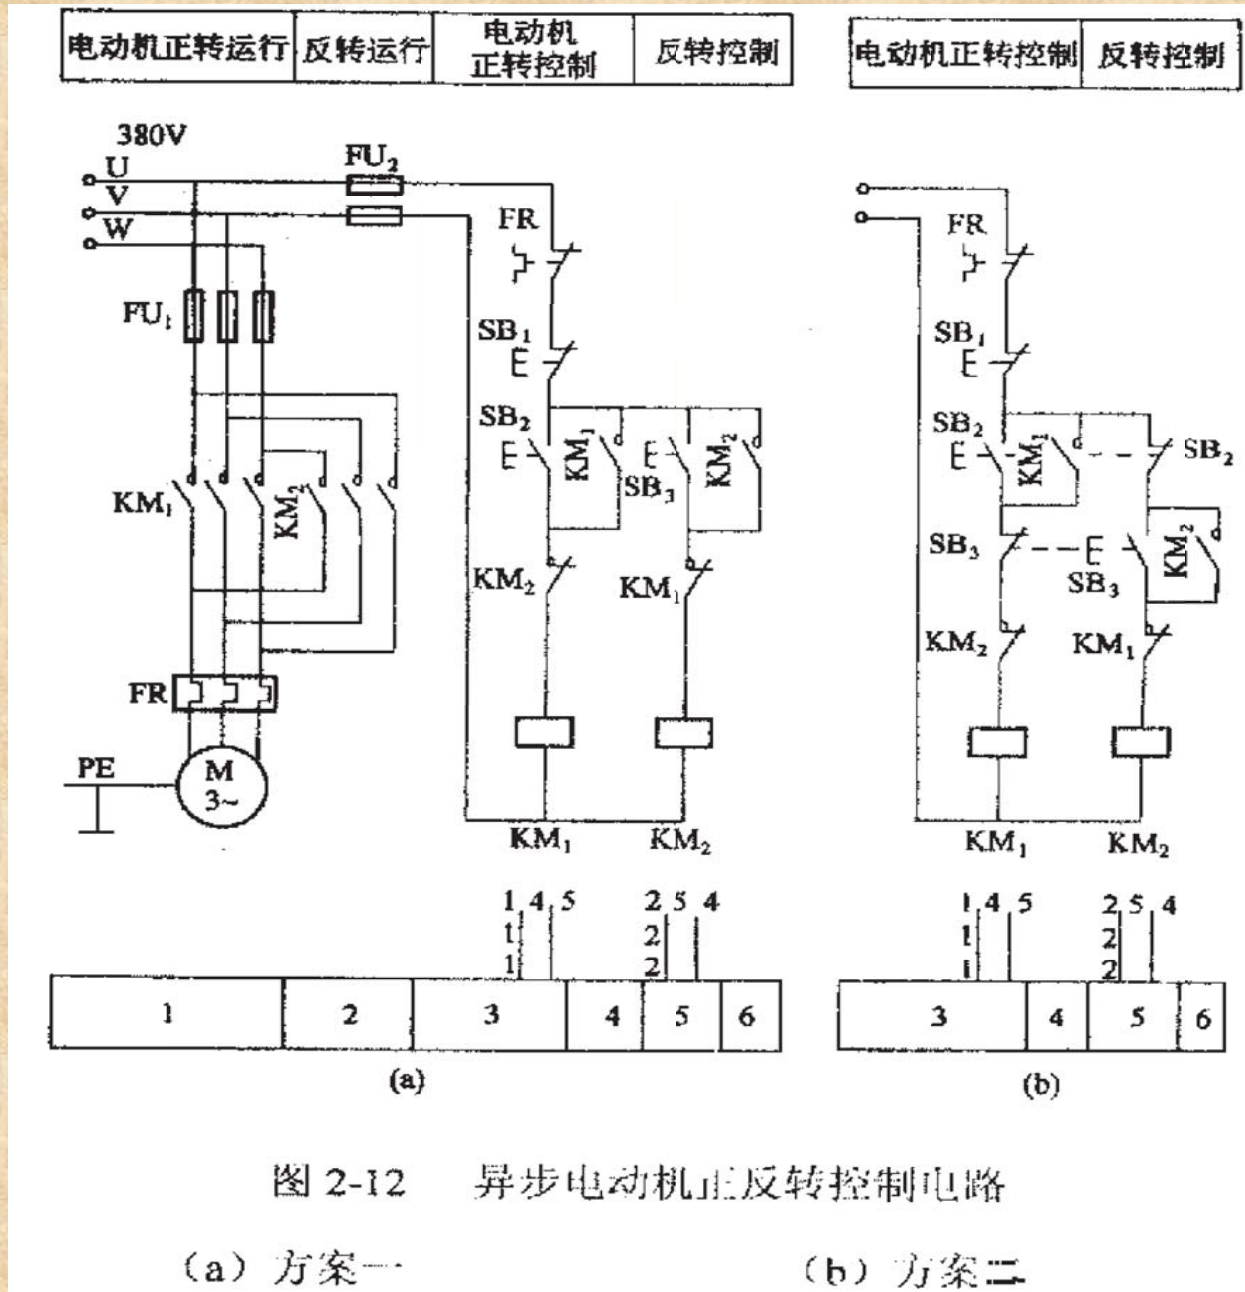 电动机正转运行 反转运行 电动机正转控制 反转控制
电动机正转控制 反转控制
380V
U
V
W
FU₂
FR
FU₁
SB₁
SB₂
KM₁
SB₃
KM₂
KM₁
KM₂
KM₂
KM₁
FR
PE
M
3~
KM₁ KM₂
1 4 5 2 5 4
1 2
1 2
1 2 3 4 5 6
(a)
FR
SB₁
SB₂
KM₁
SB₂
SB₃
SB₃
KM₂
KM₂
KM₁
KM₁ KM₂
1 4 5 2 5 4
1 2
1 2
3 4 5 6
(b)
图 2-12 异步电动机正反转控制电路
(a) 方案一 (b) 方案二